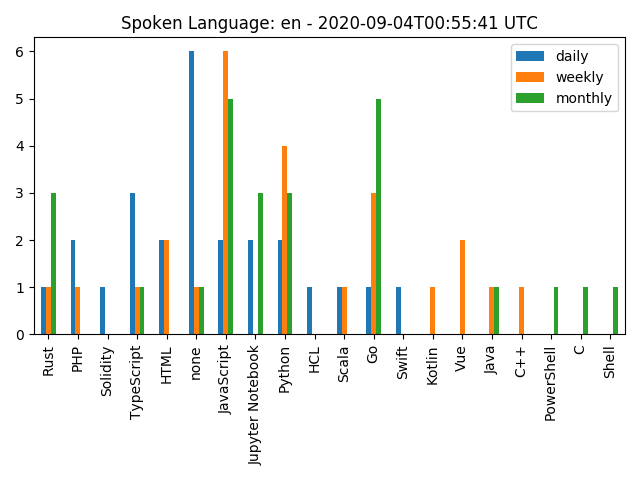 Spoken Language: en - 2020-09-04T00:55:41 UTC
daily
weekly
monthly
6
5
4
3
2
1
0
Rust
PHP
Solidity
TypeScript
HTML
none
JavaScript
Jupyter Notebook
Python
HCL
Scala
Go
Swift
Kotlin
Vue
Java
C++
PowerShell
C
Shell